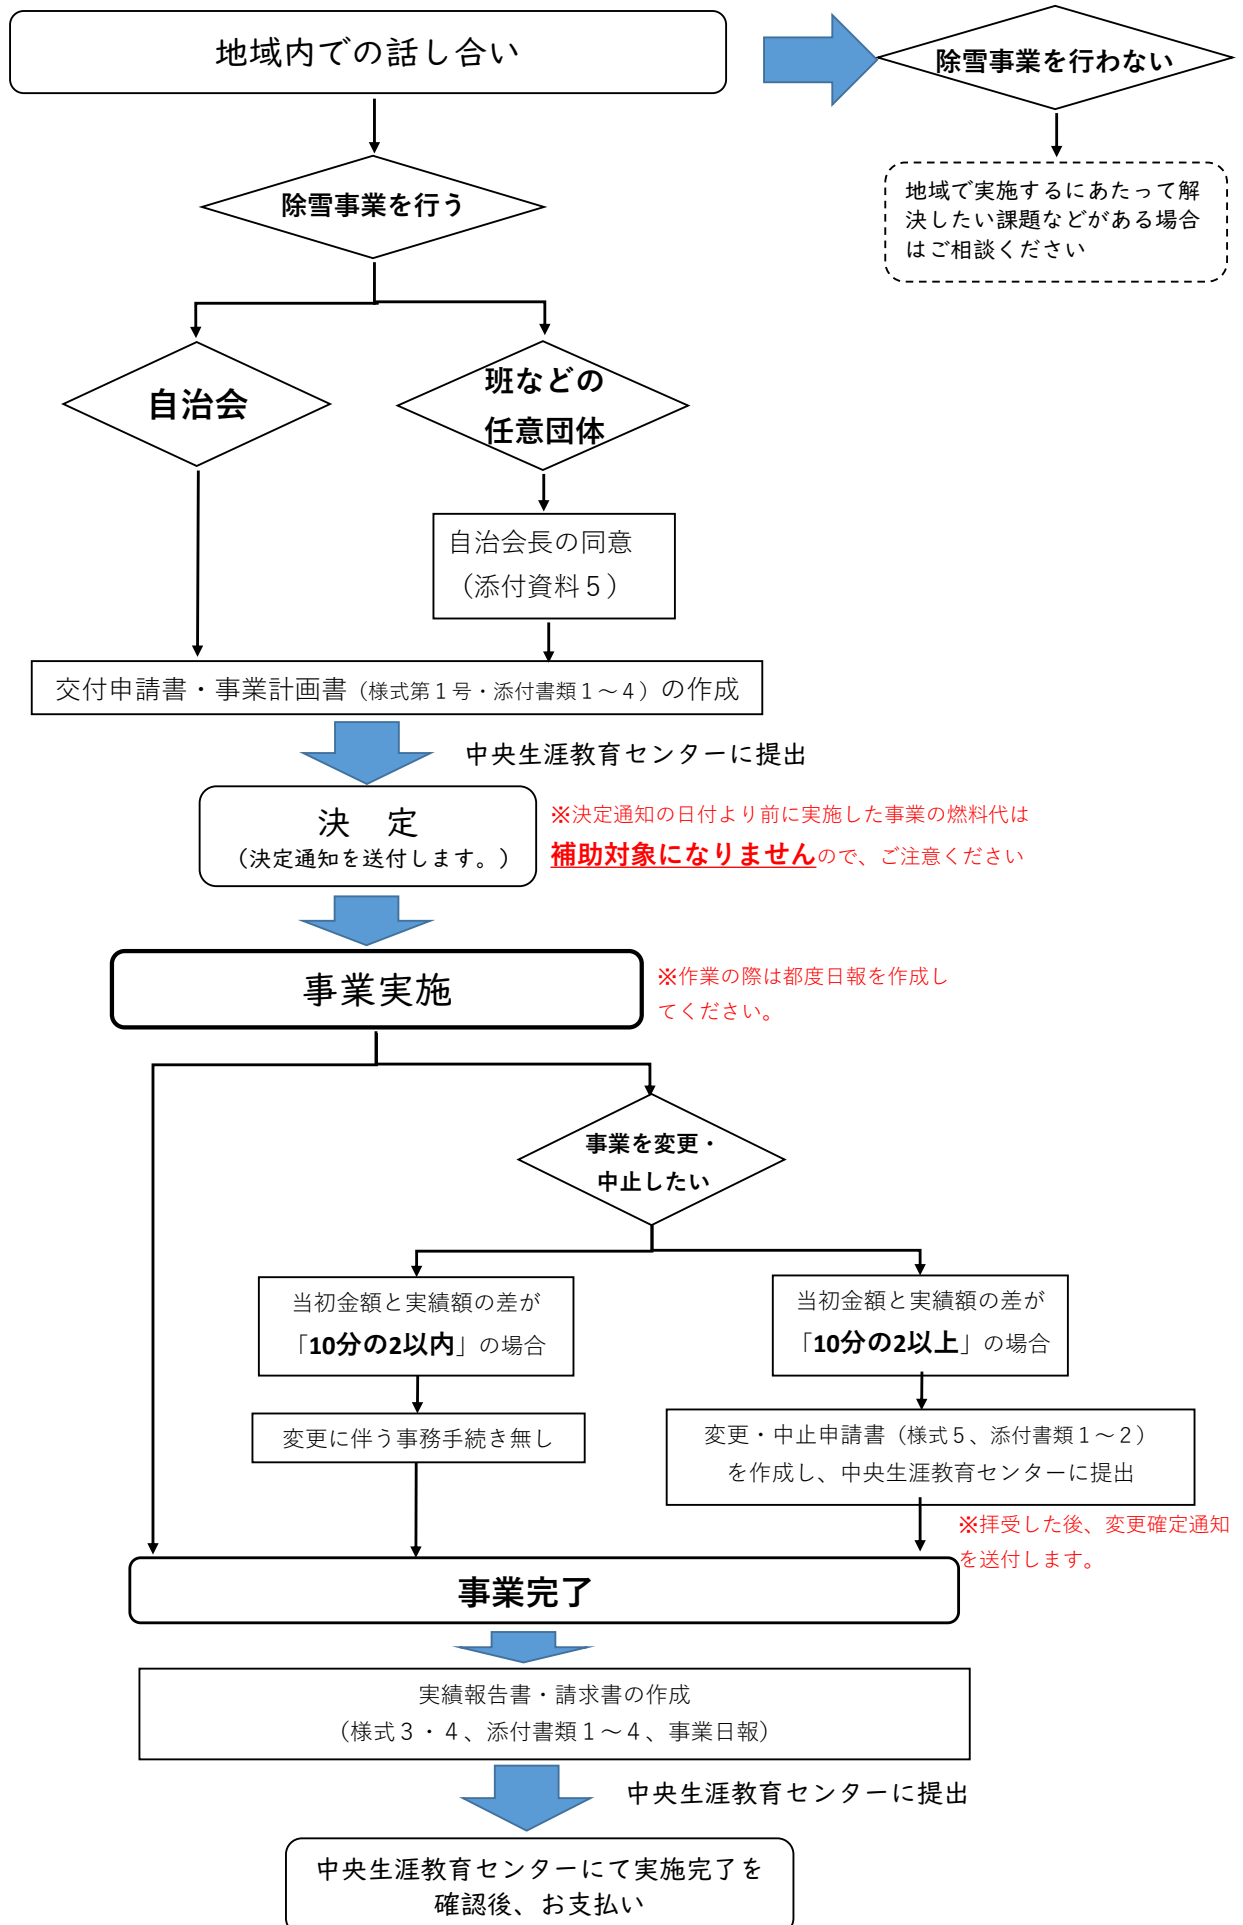 地域内での話し合い
除雪事業を行わない
地域で実施するにあたって解
決したい課題などがある場合
はご相談ください
除雪事業を行う
自治会
班などの
任意団体
自治会長の同意
（添付資料５）
交付申請書・事業計画書（様式第１号・添付書類１～４）の作成
中央生涯教育センターに提出
決　定
（決定通知を送付します。）
※決定通知の日付より前に実施した事業の燃料代は
補助対象になりませんので、ご注意ください
事業実施
※作業の際は都度日報を作成し
てください。
事業を変更・
中止したい
当初金額と実績額の差が
「10分の2以内」の場合
当初金額と実績額の差が
「10分の2以上」の場合
変更に伴う事務手続き無し
変更・中止申請書（様式５、添付書類１～２）
を作成し、中央生涯教育センターに提出
※拝受した後、変更確定通知
を送付します。
事業完了
実績報告書・請求書の作成
（様式３・４、添付書類１～４、事業日報）
中央生涯教育センターに提出
中央生涯教育センターにて実施完了を
確認後、お支払い